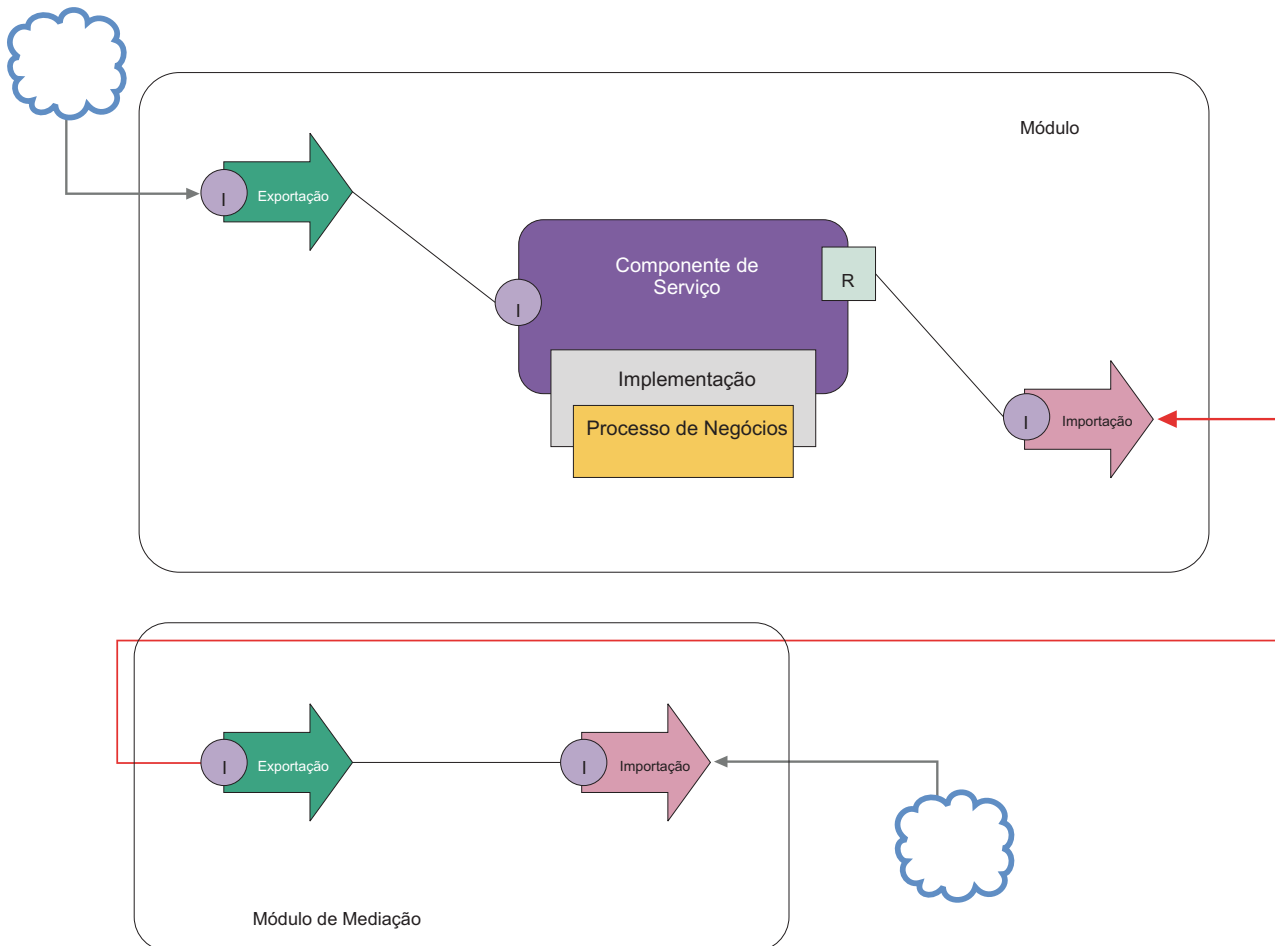 Módulo
I
Exportação
Componente de
Serviço
R
I
Implementação
Processo de Negócios
I
Importação
I
Exportação
I
Importação
Módulo de Mediação